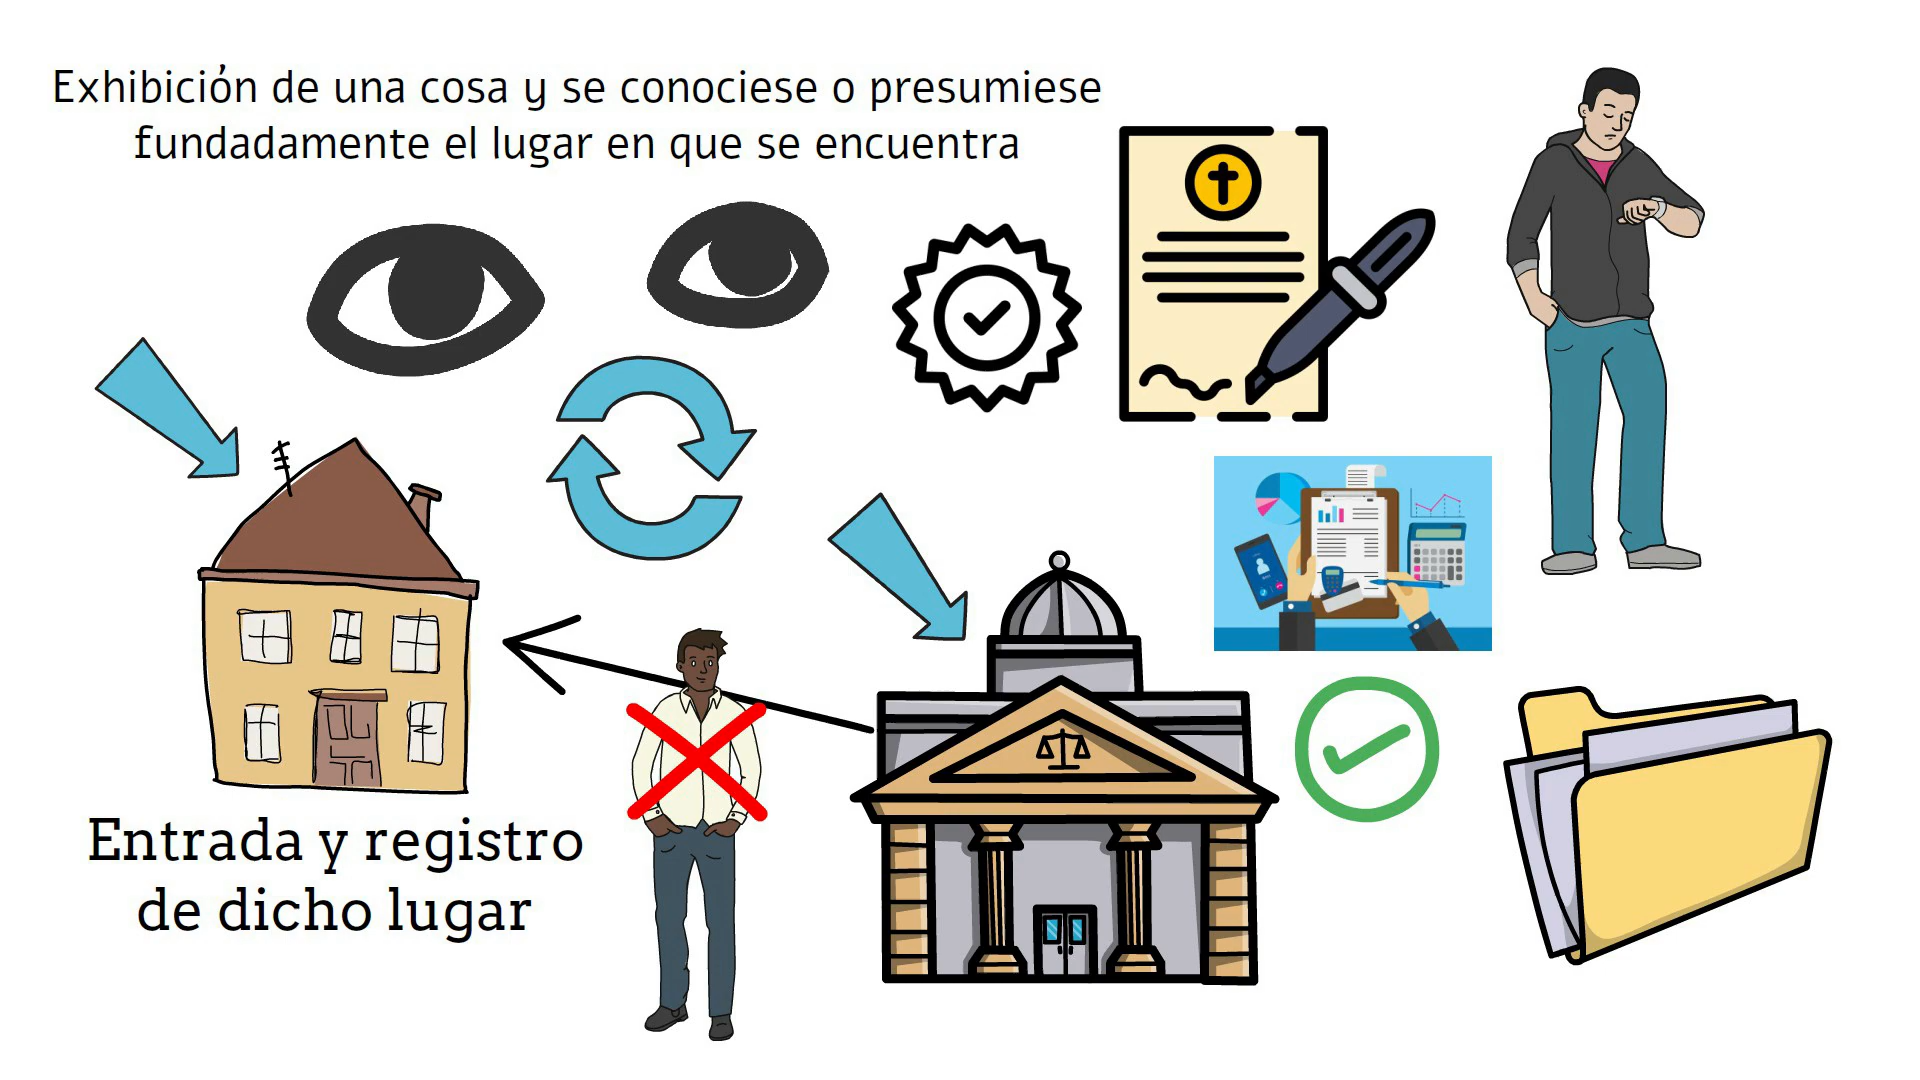 Exhibición de una cosa y se conociese o presumiese
fundadamente el lugar en que se encuentra
Entrada y registro
de dicho lugar